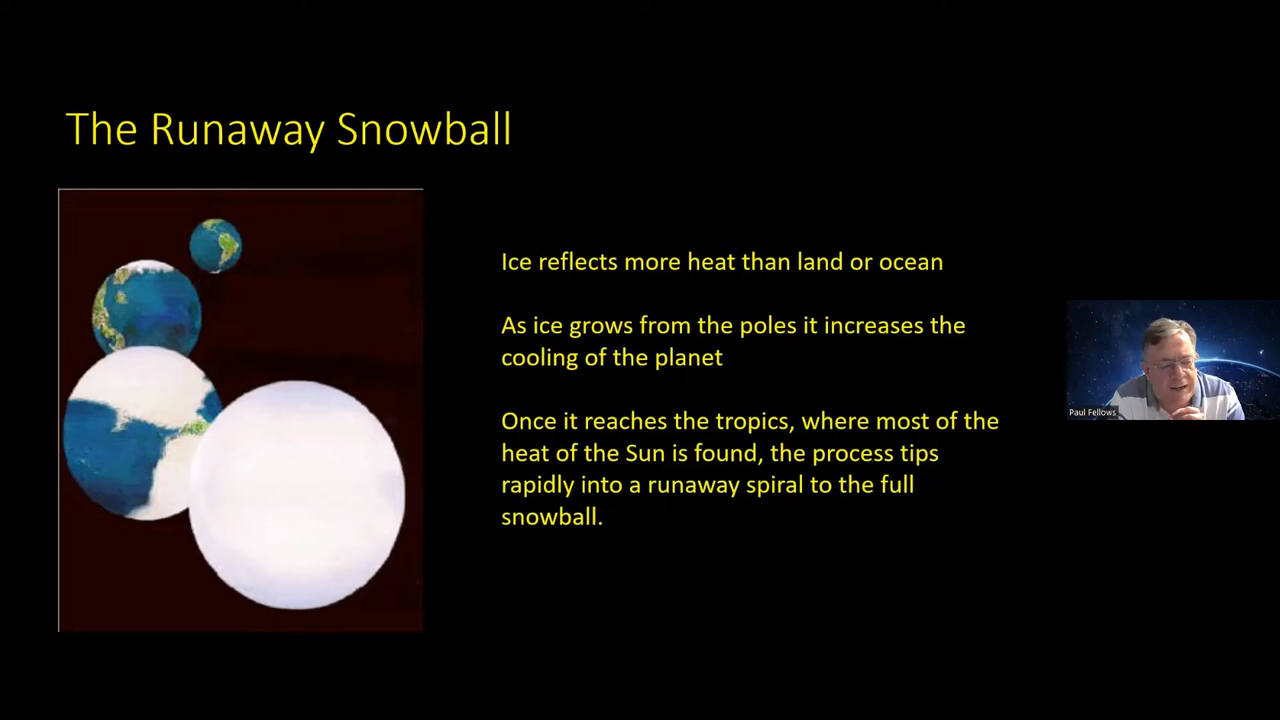 The Runaway Snowball
Ice reflects more heat than land or ocean
As ice grows from the poles it increases the
cooling of the planet
Once it reaches the tropics, where most of the
heat of the Sun is found, the process tips
rapidly into a runaway spiral to the full
snowball.
Paul Fellows